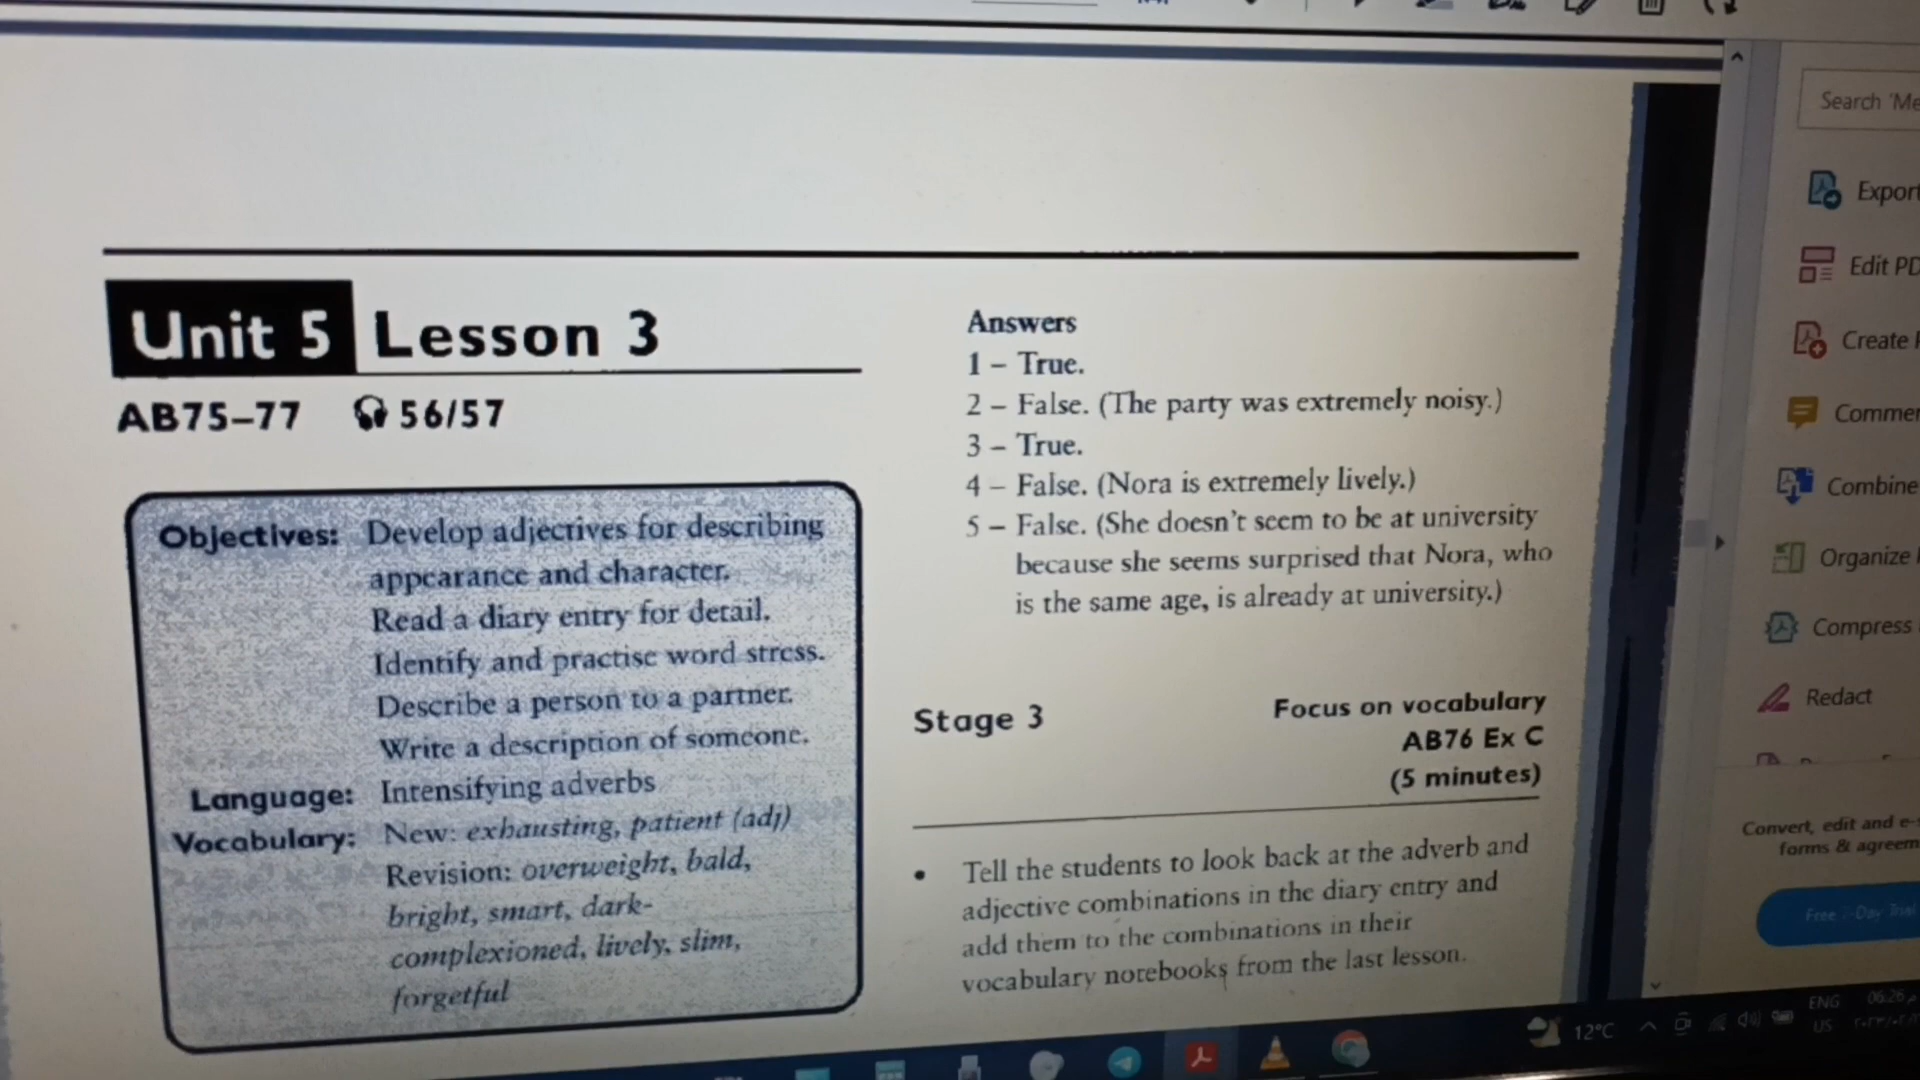 Unit 5 Lesson 3
AB75–77 56/57
Objectives: Develop adjectives for describing
appearance and character.
Read a diary entry for detail.
Identify and practise word stress.
Describe a person to a partner.
Write a description of someone.
Language: Intensifying adverbs
Vocabulary: New: exhausting, patient (adj)
Revision: overweight, bald,
bright, smart, dark-
complexioned, lively, slim,
forgetful
Answers
1 – True.
2 – False. (The party was extremely noisy.)
3 – True.
4 – False. (Nora is extremely lively.)
5 – False. (She doesn't seem to be at university
because she seems surprised that Nora, who
is the same age, is already at university.)
Stage 3
Focus on vocabulary
AB76 Ex C
(5 minutes)
• Tell the students to look back at the adverb and
adjective combinations in the diary entry and
add them to the combinations in their
vocabulary notebooks from the last lesson.
Search 'Me
Export
Edit PD
Create
Commen
Combine
Organize
Compress
Redact
Convert, edit and e-
forms & agreem
Free 7-Day Trial
12°C
ENG
US
06:26